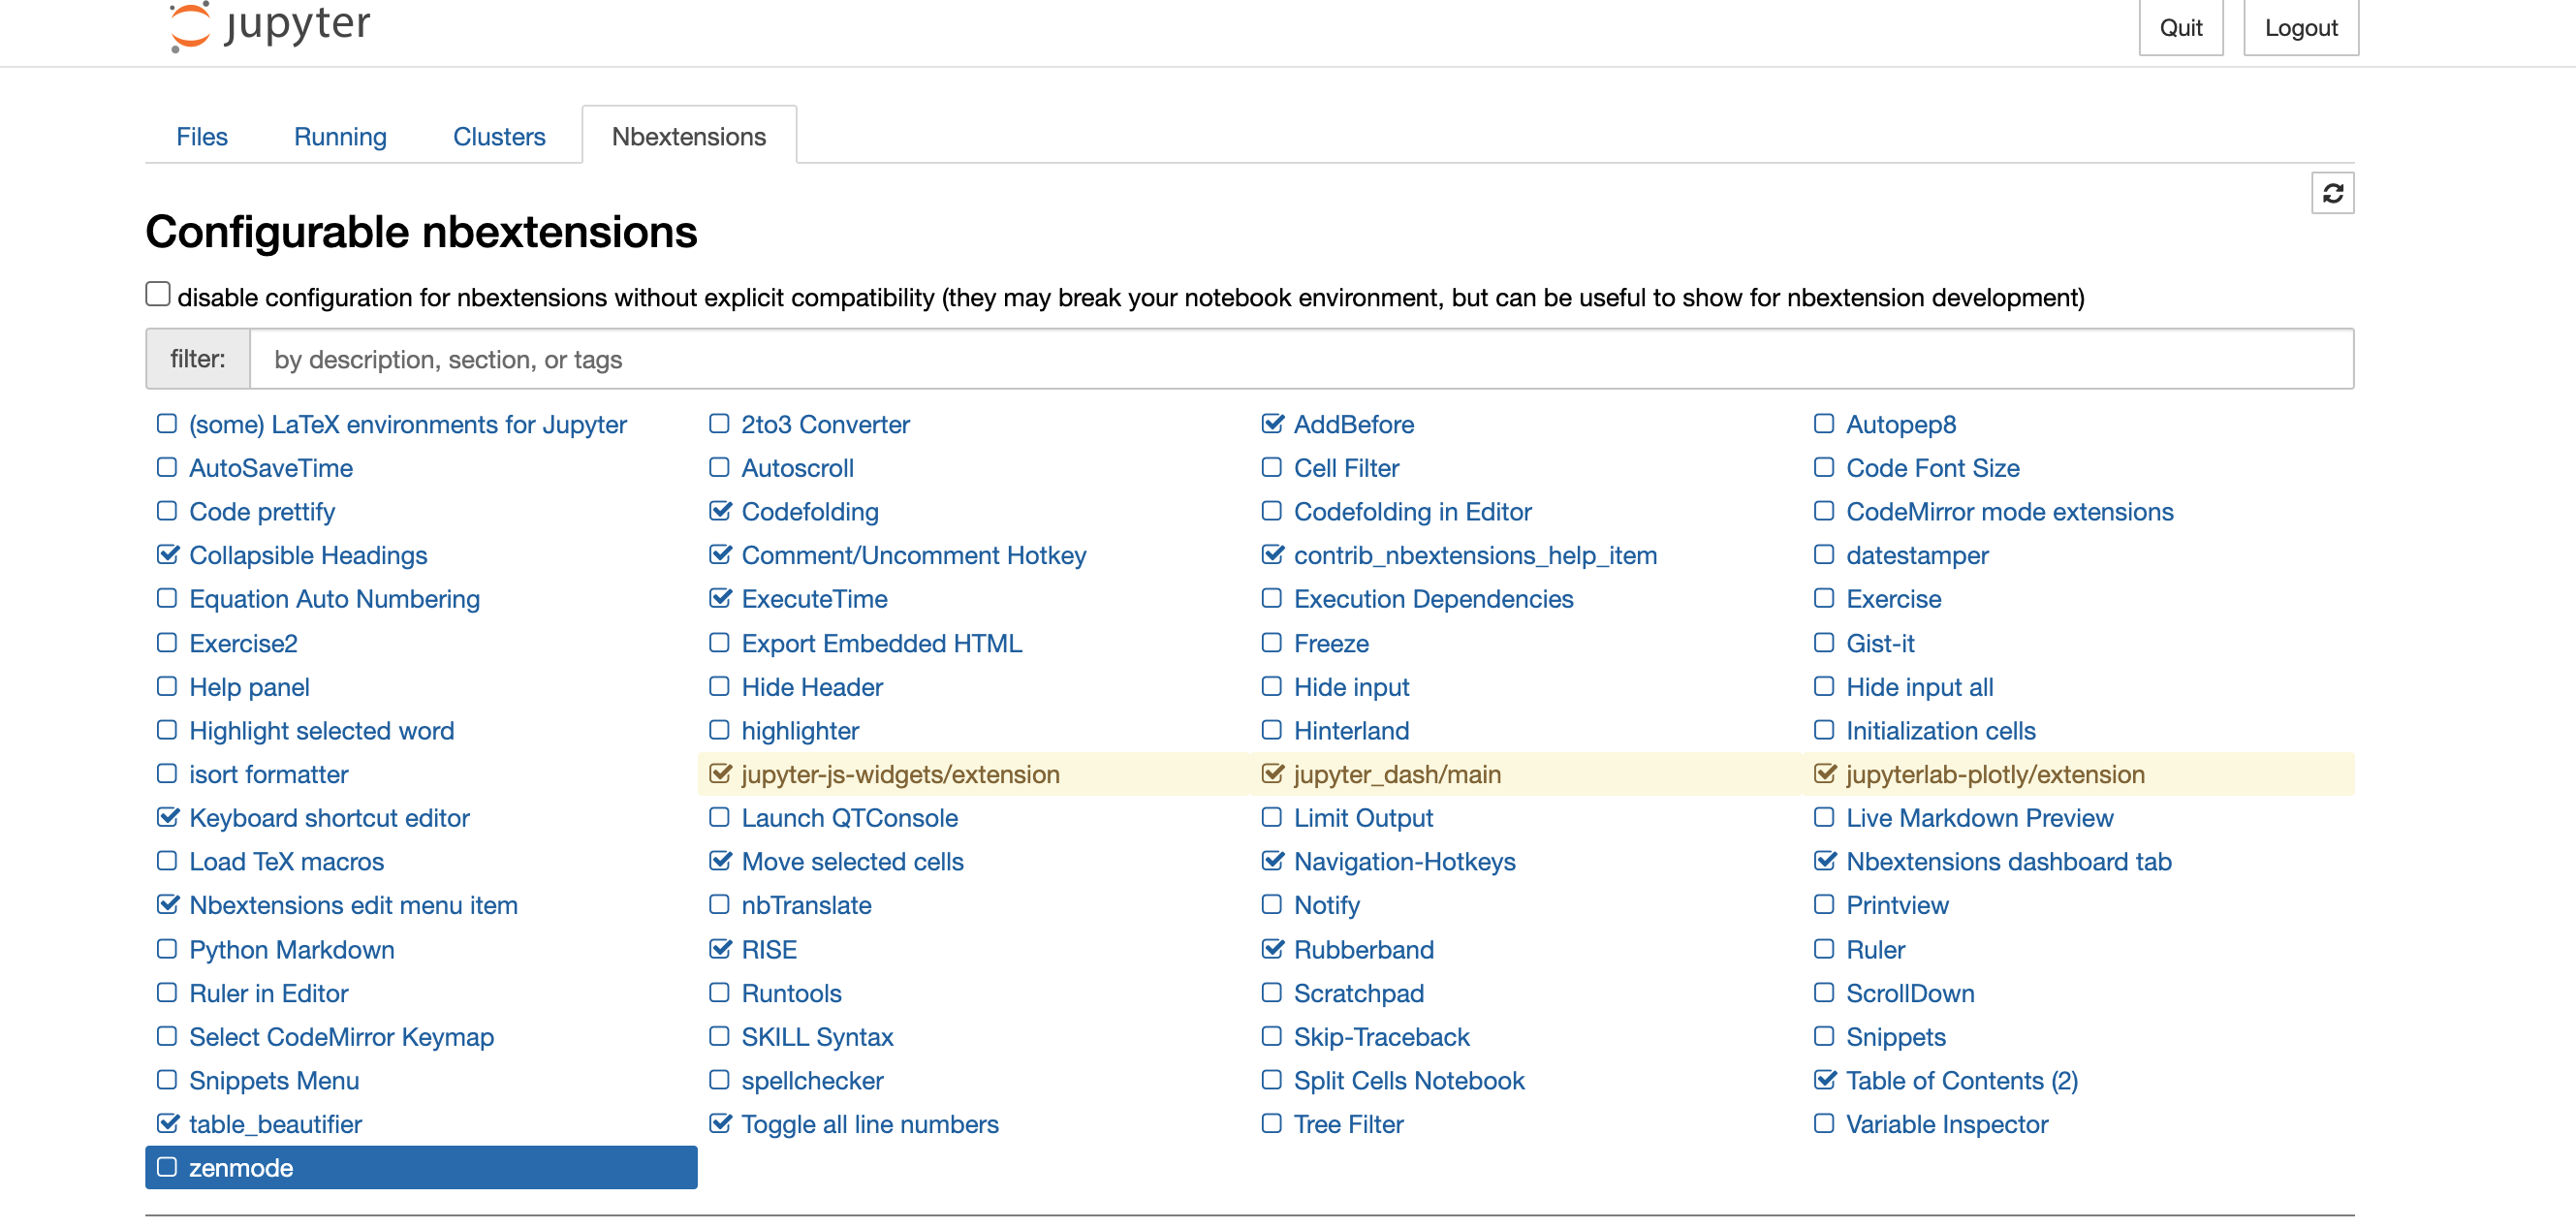 jupyter
Quit Logout
Files Running Clusters Nbextensions
Configurable nbextensions
disable configuration for nbextensions without explicit compatibility (they may break your notebook environment, but can be useful to show for nbextension development)
filter: by description, section, or tags
(some) LaTeX environments for Jupyter 2to3 Converter AddBefore Autopep8
AutoSaveTime Autoscroll Cell Filter Code Font Size
Code prettify Codefolding Codefolding in Editor CodeMirror mode extensions
Collapsible Headings Comment/Uncomment Hotkey contrib_nbextensions_help_item datestamper
Equation Auto Numbering ExecuteTime Execution Dependencies Exercise
Exercise2 Export Embedded HTML Freeze Gist-it
Help panel Hide Header Hide input Hide input all
Highlight selected word highlighter Hinterland Initialization cells
isort formatter jupyter-js-widgets/extension jupyter_dash/main jupyterlab-plotly/extension
Keyboard shortcut editor Launch QTConsole Limit Output Live Markdown Preview
Load TeX macros Move selected cells Navigation-Hotkeys Nbextensions dashboard tab
Nbextensions edit menu item nbTranslate Notify Printview
Python Markdown RISE Rubberband Ruler
Ruler in Editor Runtools Scratchpad ScrollDown
Select CodeMirror Keymap SKILL Syntax Skip-Traceback Snippets
Snippets Menu spellchecker Split Cells Notebook Table of Contents (2)
table_beautifier Toggle all line numbers Tree Filter Variable Inspector
zenmode